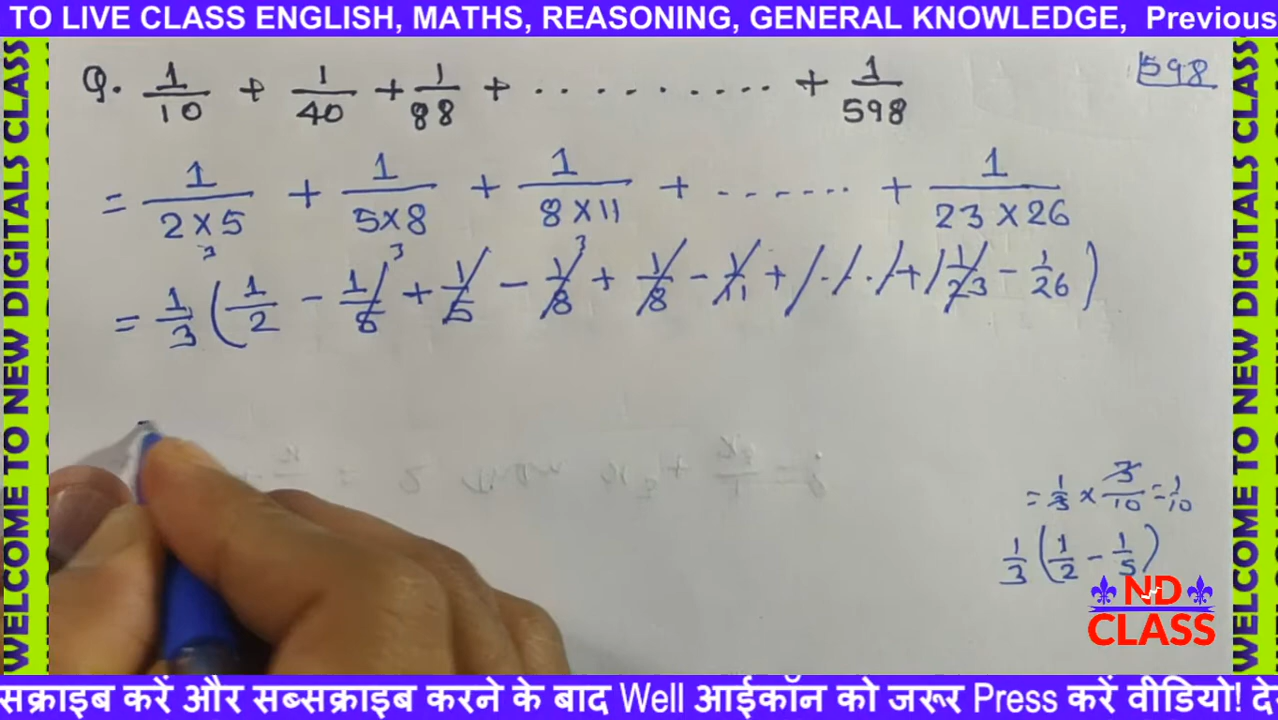 TO LIVE CLASS ENGLISH, MATHS, REASONING, GENERAL KNOWLEDGE, Previous
WELCOME TO NEW DIGITALS CLASS
Q. 1/10 + 1/40 + 1/88 + .......... + 1/598
598
= 1/2×5 + 1/5×8 + 1/8×11 + ....... + 1/23×26
3 3 3
= 1/3 (1/2 - 1/5 + 1/5 - 1/8 + 1/8 - 1/11 + ... + 1/23 - 1/26)
= 1/3 × 3/10 = 1/10
1/3 (1/2 - 1/5)
ND
CLASS
WELCOME TO NEW DIGITALS CLASS
सक्राइब करें और सब्सक्राइब करने के बाद Well आईकॉन को जरूर Press करें वीडियो! दे